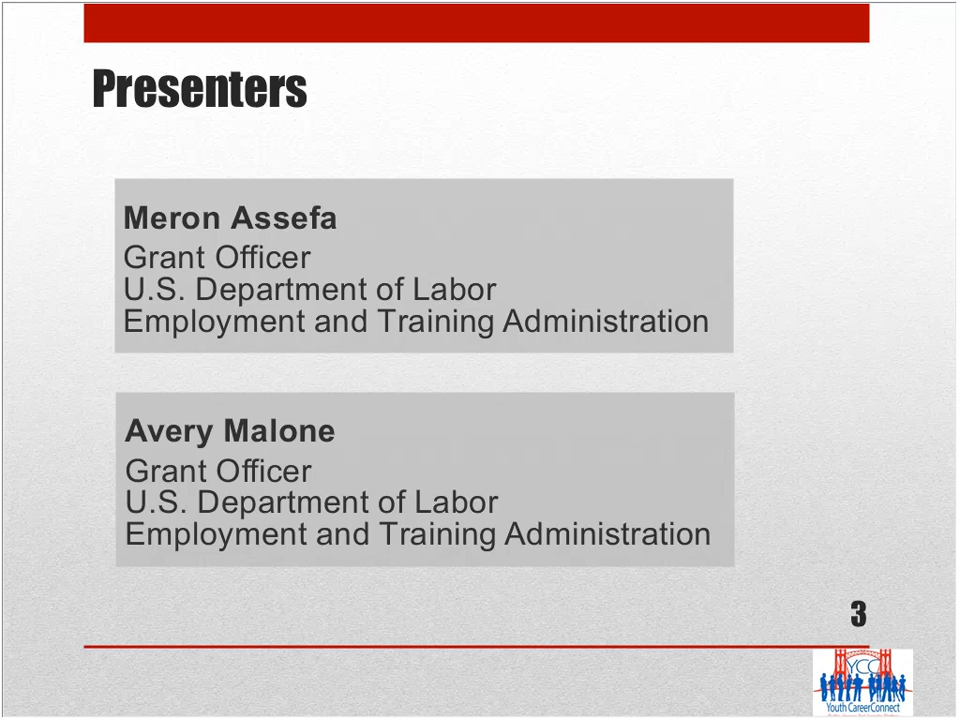 Presenters
Meron Assefa
Grant Officer
U.S. Department of Labor
Employment and Training Administration
Avery Malone
Grant Officer
U.S. Department of Labor
Employment and Training Administration
3
YCC
Youth CareerConnect